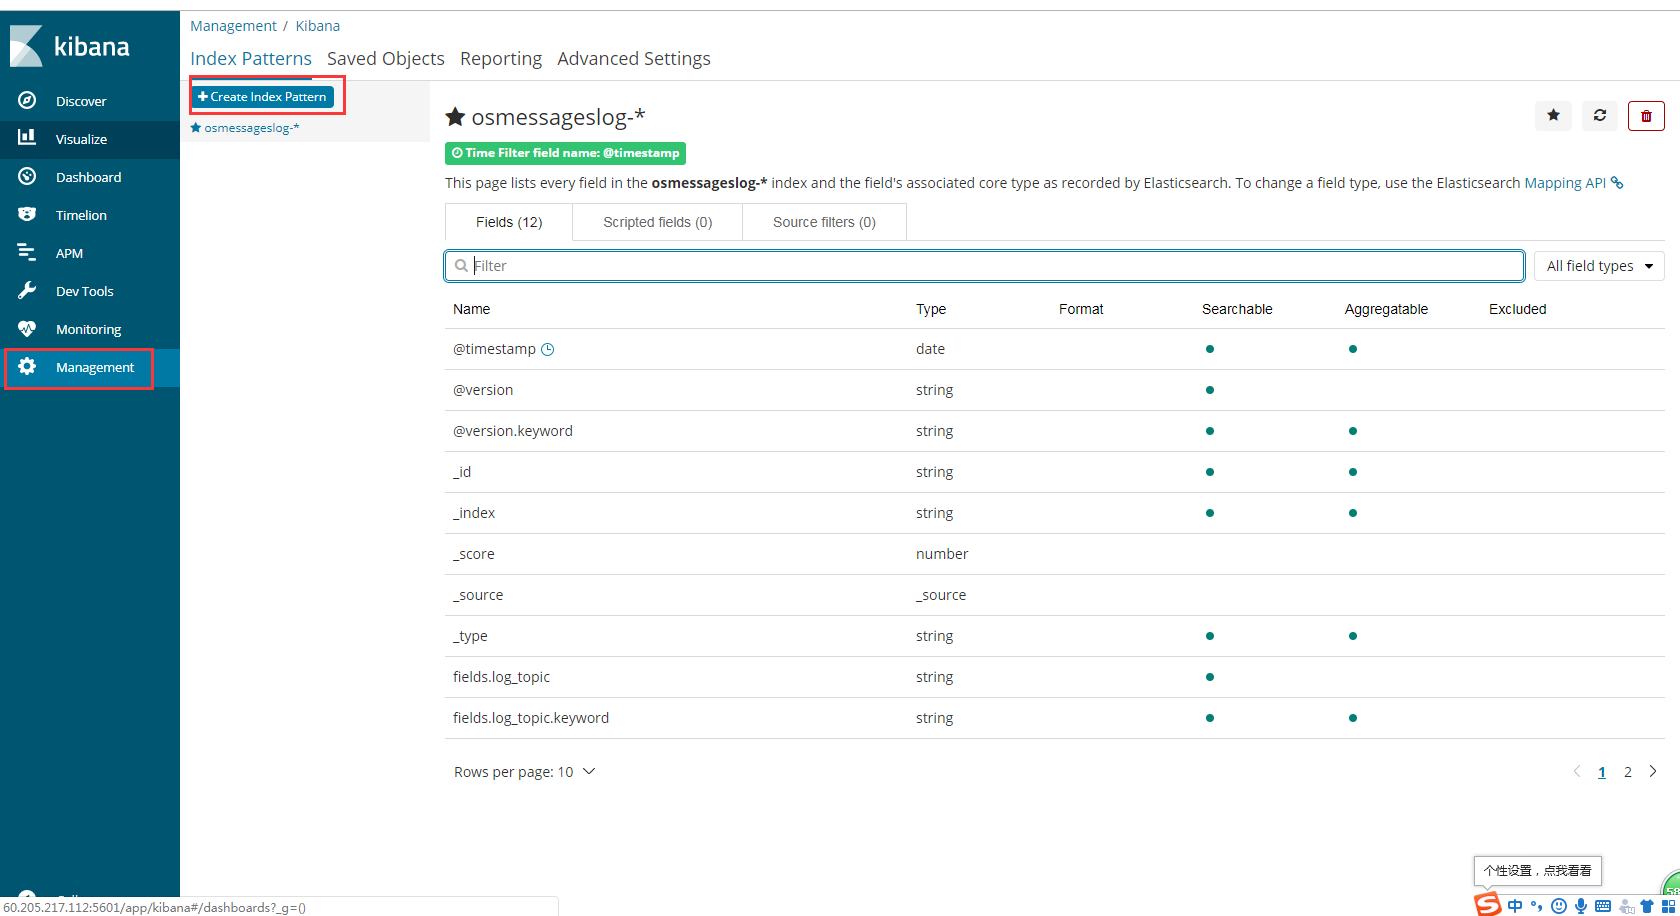 kibana
Discover
Visualize
Dashboard
Timelion
APM
Dev Tools
Monitoring
Management
Management / Kibana
Index Patterns Saved Objects Reporting Advanced Settings
Create Index Pattern
osmessageslog-*
osmessageslog-*
Time Filter field name: @timestamp
This page lists every field in the osmessageslog-* index and the field's associated core type as recorded by Elasticsearch. To change a field type, use the Elasticsearch Mapping API
Fields (12) Scripted fields (0) Source filters (0)
Filter
All field types
Name Type Format Searchable Aggregatable Excluded
@timestamp date
@version string
@version.keyword string
_id string
_index string
_score number
_source _source
_type string
fields.log_topic string
fields.log_topic.keyword string
Rows per page: 10
1 2
个性设置，点我看看
58
中
60.205.217.112:5601/app/kibana#/dashboards?_g=()